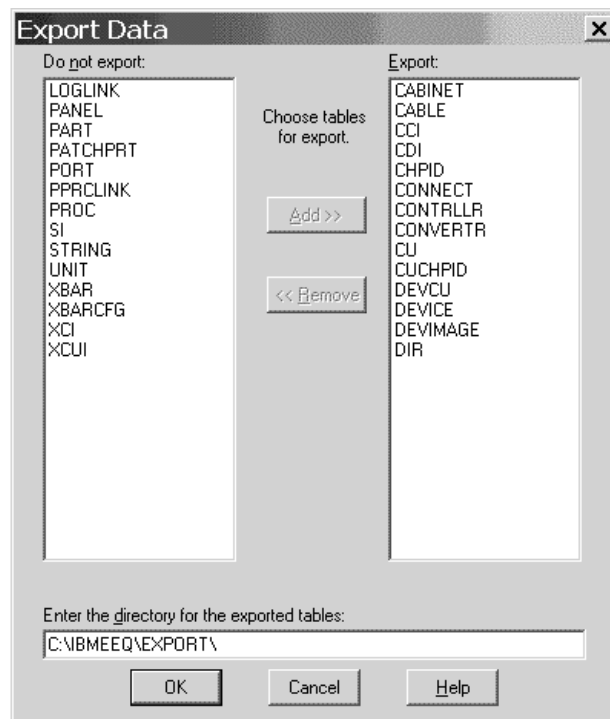 Export Data
Do not export:
Export:
LOGLINK
PANEL
PART
PATCHPRT
PORT
PPRCLINK
PROC
SI
STRING
UNIT
XBAR
XBARCFG
XCI
XCUI
Choose tables
for export.
Add >>
<< Remove
CABINET
CABLE
CCI
CDI
CHPID
CONNECT
CONTRLLR
CONVERTR
CU
CUCHPID
DEVCU
DEVICE
DEVIMAGE
DIR
Enter the directory for the exported tables:
C:\IBMEEQ\EXPORT\
OK
Cancel
Help